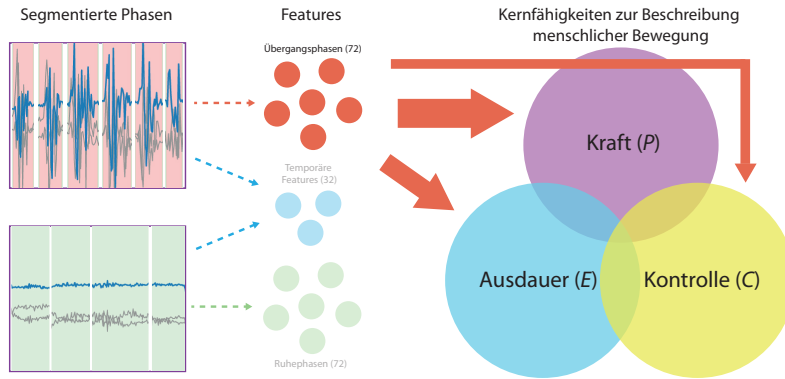 Segmentierte Phasen
Features
Kernfähigkeiten zur Beschreibung
menschlicher Bewegung
Übergangsphasen (72)
Temporäre
Features (32)
Ruhephasen (72)
Kraft (P)
Ausdauer (E)
Kontrolle (C)